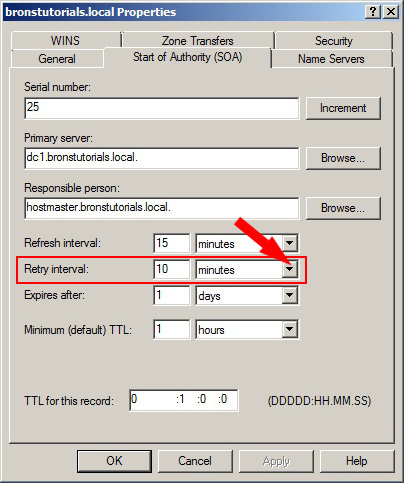 bronstutorials.local Properties
WINS Zone Transfers Security
General Start of Authority (SOA) Name Servers
Serial number:
25 Increment
Primary server:
dc1.bronstutorials.local. Browse...
Responsible person:
hostmaster.bronstutorials.local. Browse...
Refresh interval: 15 minutes
Retry interval: 10 minutes
Expires after: 1 days
Minimum (default) TTL: 1 hours
TTL for this record: 0 :1 :0 :0 (DDDDD:HH.MM.SS)
OK Cancel Apply Help